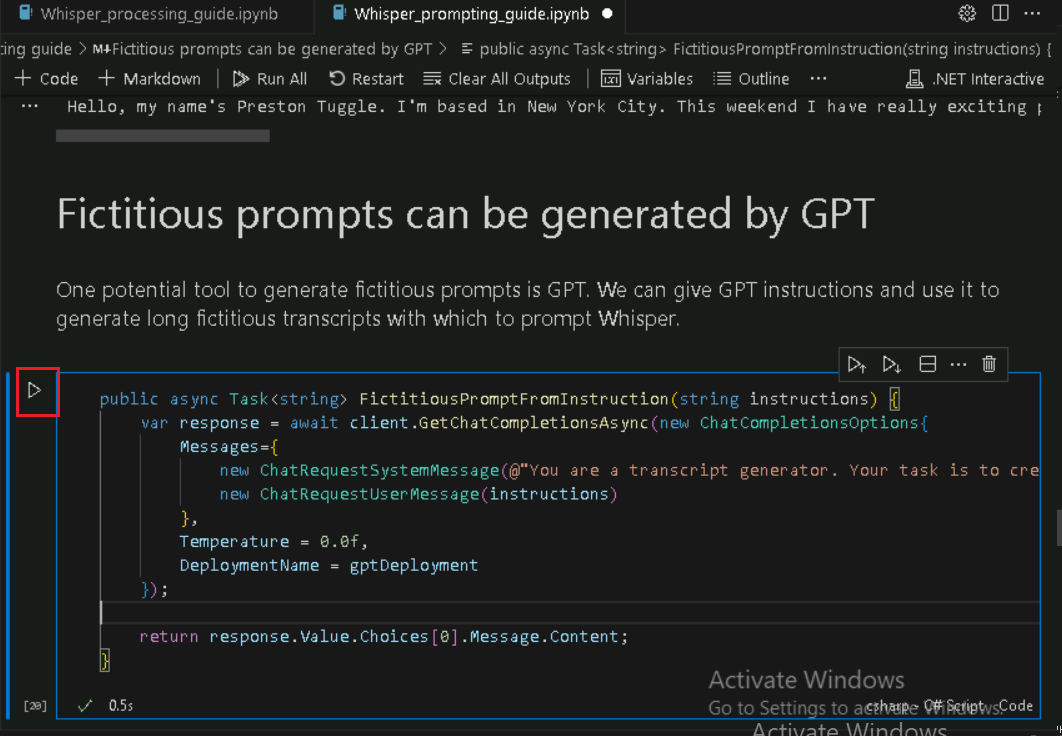 Whisper_processing_guide.ipynb
Whisper_prompting_guide.ipynb ●
ing guide > M↓Fictitious prompts can be generated by GPT > public async Task<string> FictitiousPromptFromInstruction(string instructions) {
+ Code + Markdown | Run All Restart Clear All Outputs | Variables Outline ... .NET Interactive
... Hello, my name's Preston Tuggle. I'm based in New York City. This weekend I have really exciting p
Fictitious prompts can be generated by GPT
One potential tool to generate fictitious prompts is GPT. We can give GPT instructions and use it to
generate long fictitious transcripts with which to prompt Whisper.
public async Task<string> FictitiousPromptFromInstruction(string instructions) {
var response = await client.GetChatCompletionsAsync(new ChatCompletionsOptions{
Messages={
new ChatRequestSystemMessage(@"You are a transcript generator. Your task is to cre
new ChatRequestUserMessage(instructions)
},
Temperature = 0.0f,
DeploymentName = gptDeployment
});
return response.Value.Choices[0].Message.Content;
}
Activate Windows
Go to Settings to activate Windows.
[20] ✓ 0.5s
csharp - C# Script Code
Activate Windows